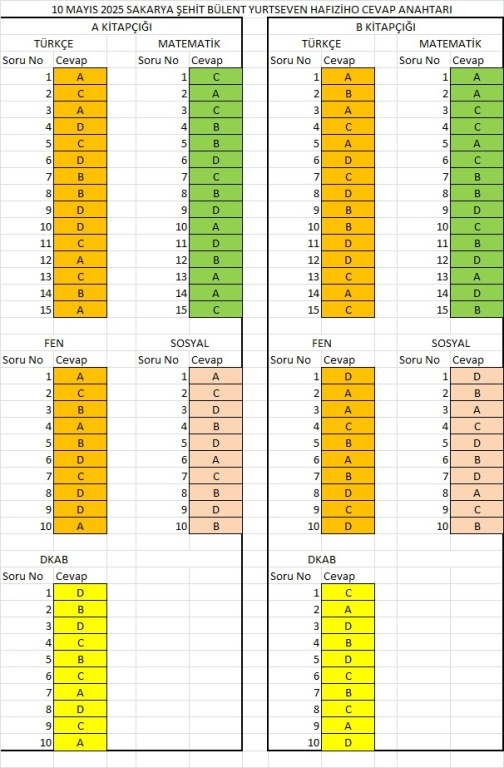 10 MAYIS 2025 SAKARYA ŞEHİT BÜLENT YURTSEVEN HAFIZİHO CEVAP ANAHTARI
A KİTAPÇIĞI B KİTAPÇIĞI
TÜRKÇE MATEMATİK TÜRKÇE MATEMATİK
Soru No Cevap Soru No Cevap Soru No Cevap Soru No Cevap
1 A 1 C 1 A 1 A
2 C 2 A 2 B 2 A
3 A 3 C 3 A 3 C
4 D 4 B 4 C 4 C
5 C 5 B 5 A 5 A
6 D 6 D 6 D 6 C
7 B 7 C 7 C 7 B
8 B 8 B 8 D 8 B
9 D 9 D 9 B 9 D
10 D 10 A 10 B 10 C
11 C 11 D 11 D 11 B
12 A 12 B 12 D 12 D
13 C 13 A 13 C 13 A
14 B 14 A 14 A 14 D
15 A 15 C 15 C 15 B
FEN SOSYAL FEN SOSYAL
Soru No Cevap Soru No Cevap Soru No Cevap Soru No Cevap
1 A 1 A 1 D 1 D
2 C 2 C 2 A 2 B
3 B 3 D 3 A 3 A
4 A 4 B 4 C 4 C
5 B 5 D 5 B 5 D
6 D 6 A 6 A 6 B
7 C 7 C 7 B 7 D
8 D 8 B 8 D 8 A
9 D 9 D 9 C 9 C
10 A 10 B 10 D 10 B
DKAB DKAB
Soru No Cevap Soru No Cevap
1 D 1 C
2 B 2 A
3 D 3 D
4 C 4 B
5 B 5 D
6 C 6 C
7 A 7 B
8 D 8 C
9 C 9 A
10 A 10 D